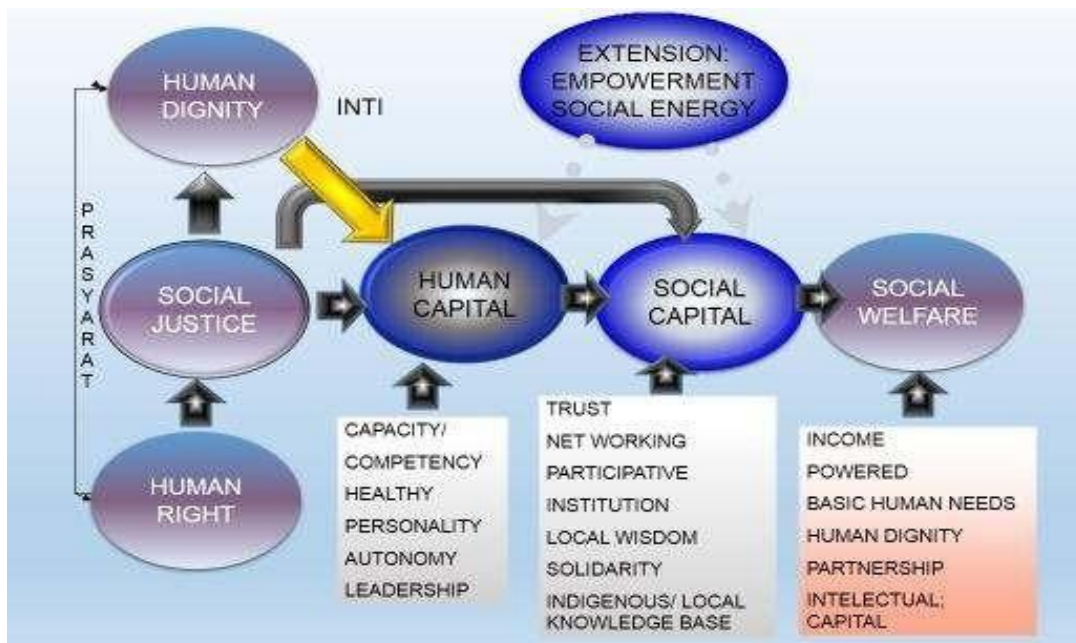 HUMAN
DIGNITY
INTI
EXTENSION:
EMPOWERMENT
SOCIAL ENERGY
PRASYARAT
SOCIAL
JUSTICE
HUMAN
CAPITAL
SOCIAL
CAPITAL
SOCIAL
WELFARE
HUMAN
RIGHT
CAPACITY/
COMPETENCY
HEALTHY
PERSONALITY
AUTONOMY
LEADERSHIP
TRUST
NET WORKING
PARTICIPATIVE
INSTITUTION
LOCAL WISDOM
SOLIDARITY
INDIGENOUS/ LOCAL
KNOWLEDGE BASE
INCOME
POWERED
BASIC HUMAN NEEDS
HUMAN DIGNITY
PARTNERSHIP
INTELECTUAL;
CAPITAL